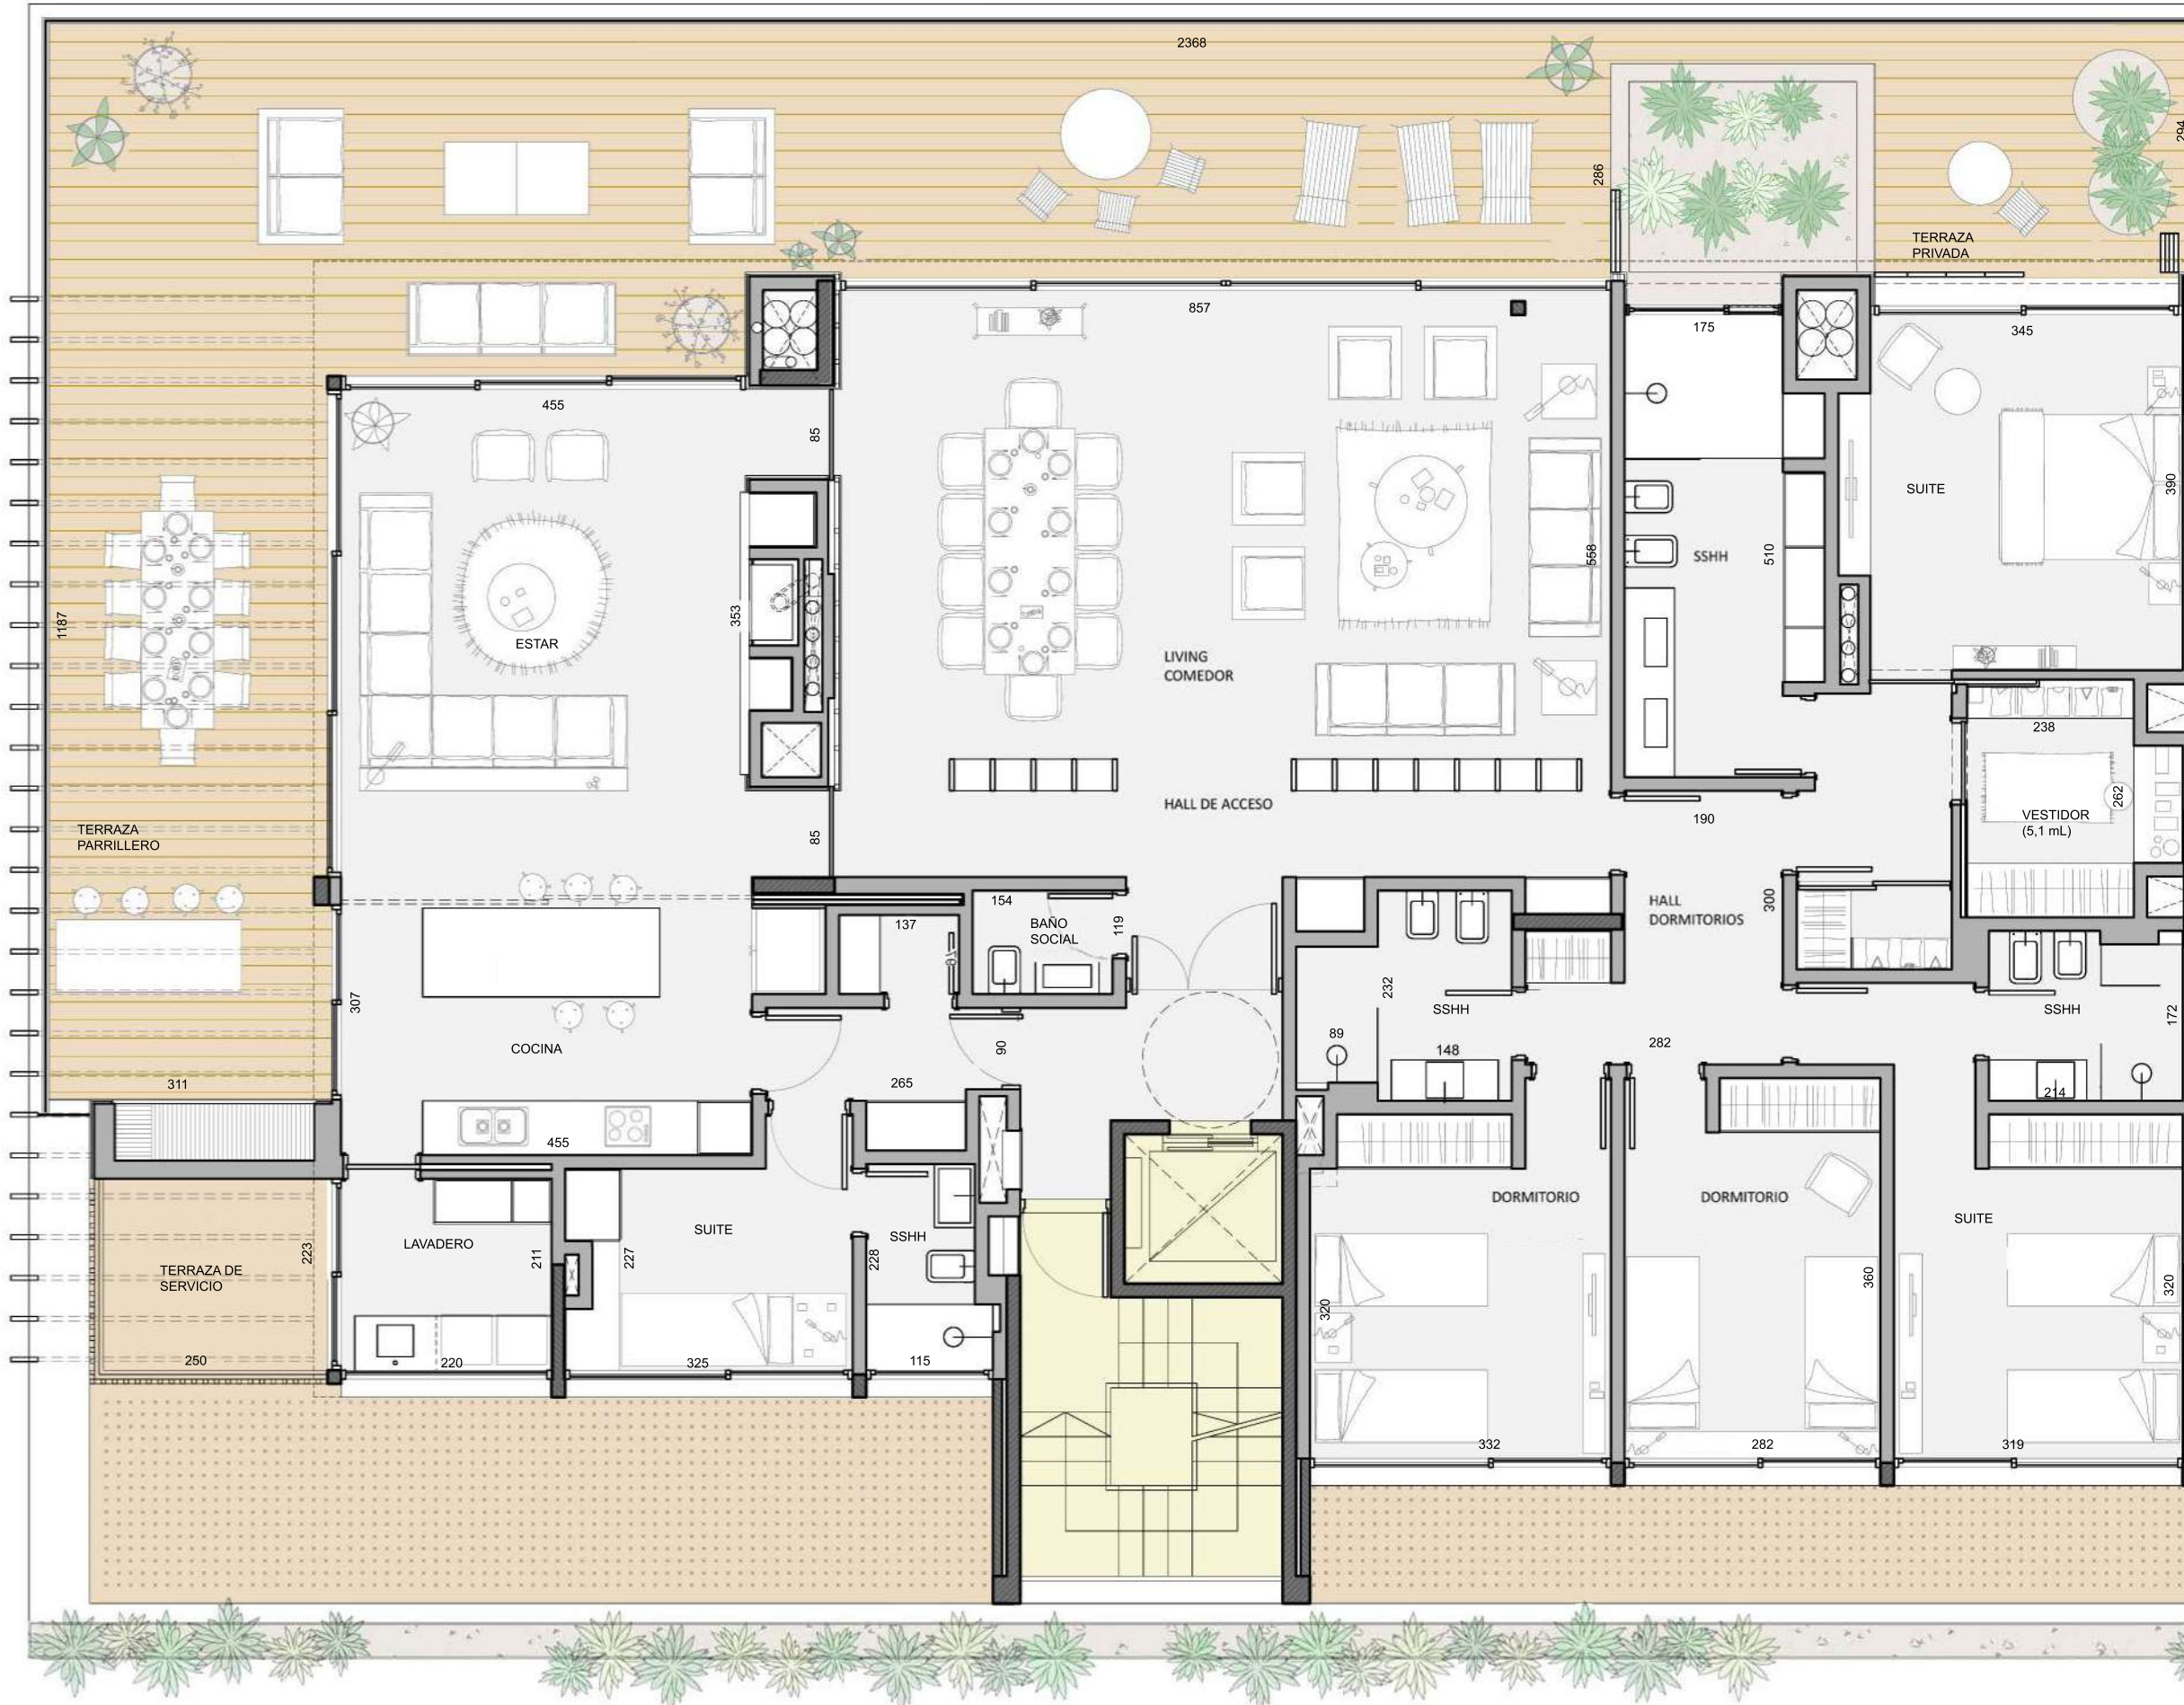 2368
294
286
TERRAZA
PRIVADA
857
175
345
455
85
SUITE
390
558
SSHH
510
1187
353
ESTAR
LIVING
COMEDOR
238
HALL DE ACCESO
262
190
VESTIDOR
(5,1 mL)
TERRAZA
PARRILLERO
85
154
137
BAÑO
SOCIAL
119
HALL
DORMITORIOS
300
307
232
SSHH
SSHH
172
COCINA
90
89
148
282
311
265
214
455
DORMITORIO
DORMITORIO
SUITE
LAVADERO
SUITE
SSHH
223
211
227
228
TERRAZA DE
SERVICIO
320
360
320
250
220
325
115
332
282
319